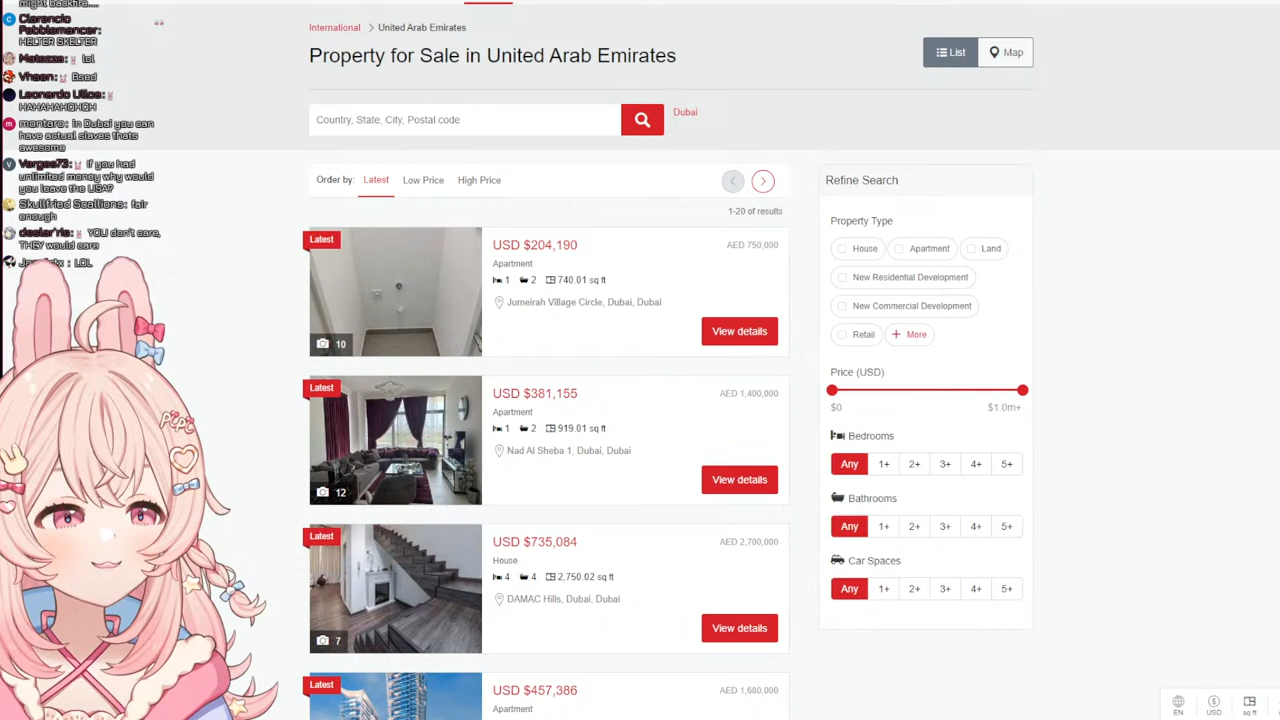 might backfire....
Clarencio
Pebblemancer:
HELTER SKELTER
lol
Vheen: Based
HAHAHAHOHOH
montaro: in Dubai you can
have actual slaves thats
awesome
If you had
unlimited money why would
you leave the USA?
Skullfried Scallions: fair
enough
YOU don't care,
THEY would care
LOL
PiPi
International > United Arab Emirates
Property for Sale in United Arab Emirates
List
Map
Country, State, City, Postal code
Dubai
Order by: Latest Low Price High Price
1-20 of results
Latest
USD $204,190
AED 750,000
Apartment
1 2 740.01 sq ft
Jumeirah Village Circle, Dubai, Dubai
View details
10
Latest
USD $381,155
AED 1,400,000
Apartment
1 2 919.01 sq ft
Nad Al Sheba 1, Dubai, Dubai
View details
12
Latest
USD $735,084
AED 2,700,000
House
4 4 2,750.02 sq ft
DAMAC Hills, Dubai, Dubai
View details
7
Latest
USD $457,386
AED 1,680,000
Apartment
Refine Search
Property Type
House Apartment Land
New Residential Development
New Commercial Development
Retail + More
Price (USD)
$0 $1.0m+
Bedrooms
Any 1+ 2+ 3+ 4+ 5+
Bathrooms
Any 1+ 2+ 3+ 4+ 5+
Car Spaces
Any 1+ 2+ 3+ 4+ 5+
EN USD sq ft